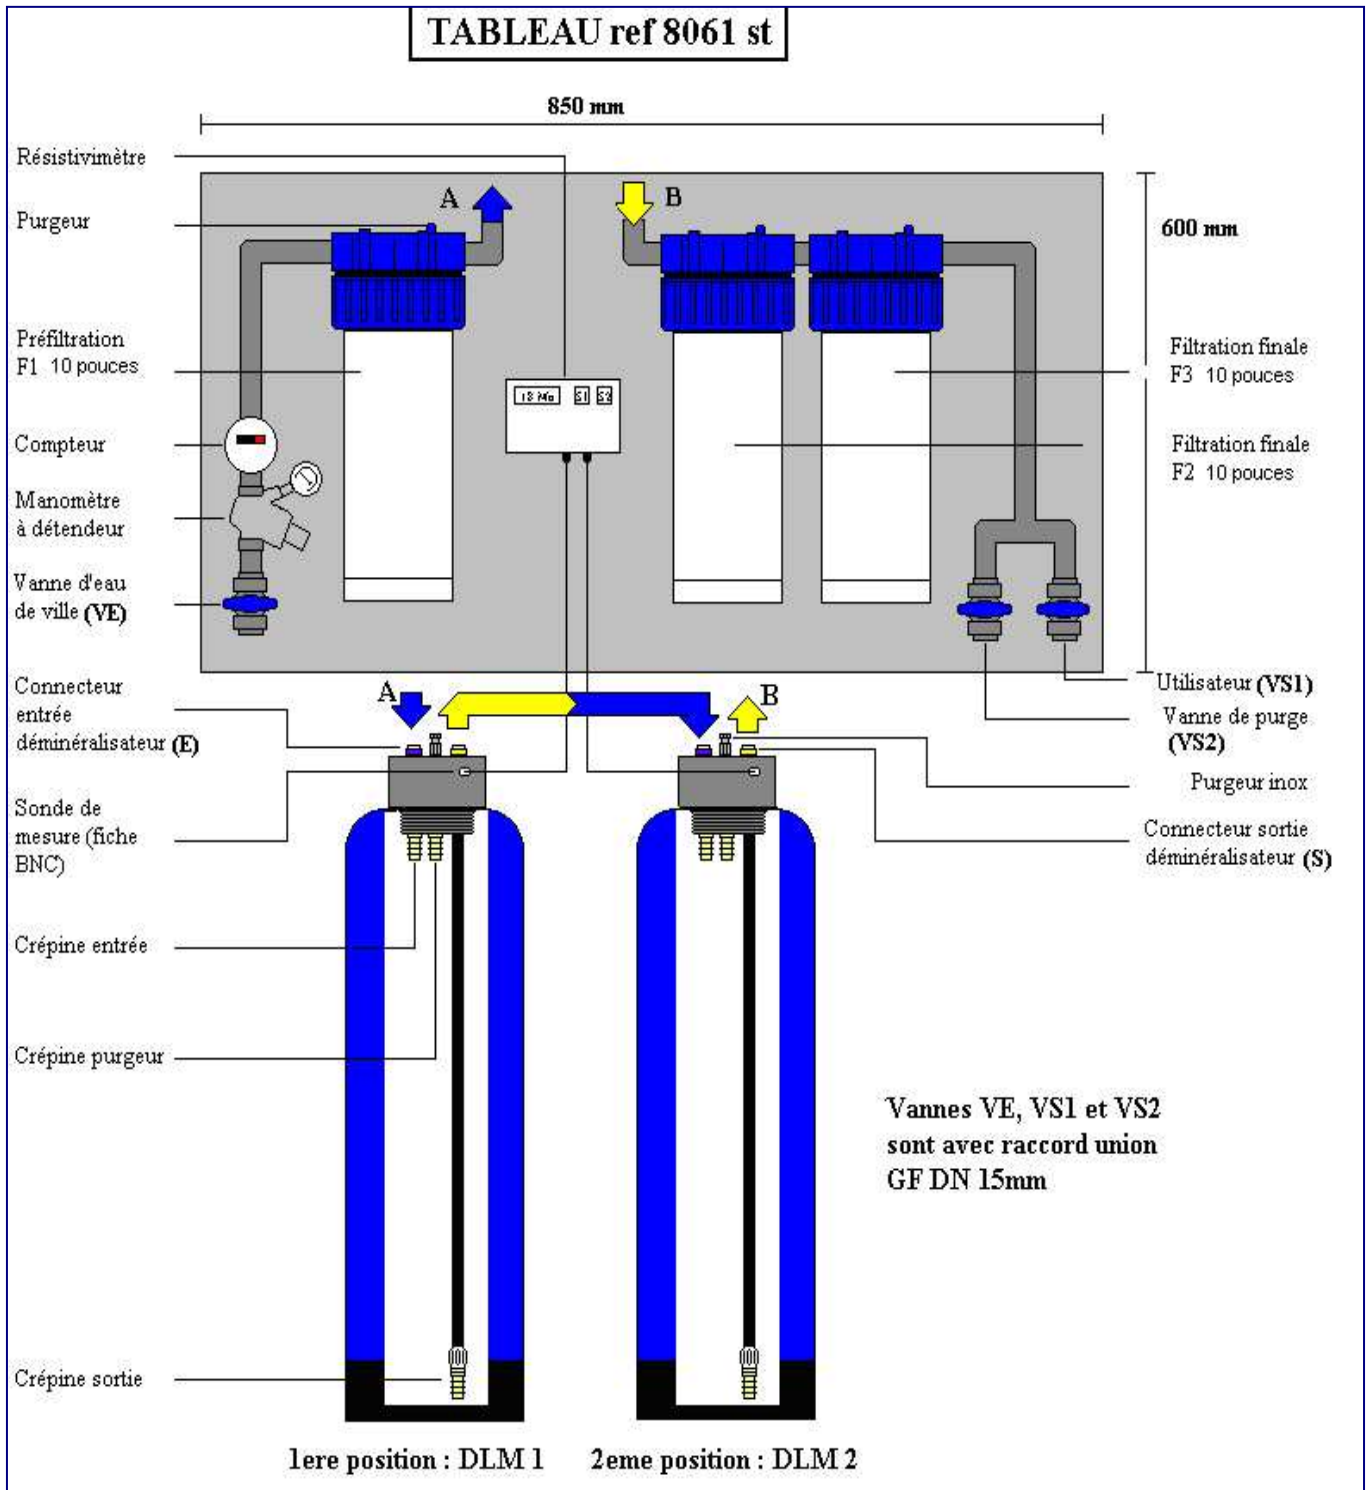 TABLEAU ref 8061 st
850 mm
Résistivimètre
A
B
Purgeur
600 mm
Préfiltration
F1 10 pouces
Filtration finale
F3 10 pouces
S1
Compteur
Filtration finale
F2 10 pouces
Manomètre
à détendeur
Vanne d'eau
de ville (VE)
Connecteur
entrée
déminéralisateur (E)
A
B
Utilisateur (VS1)
Vanne de purge
(VS2)
Purgeur inox
Sonde de
mesure (fiche
BNC)
Connecteur sortie
déminéralisateur (S)
Crépine entrée
Crépine purgeur
Vannes VE, VS1 et VS2
sont avec raccord union
GF DN 15mm
Crépine sortie
1ere position : DLM 1
2eme position : DLM 2